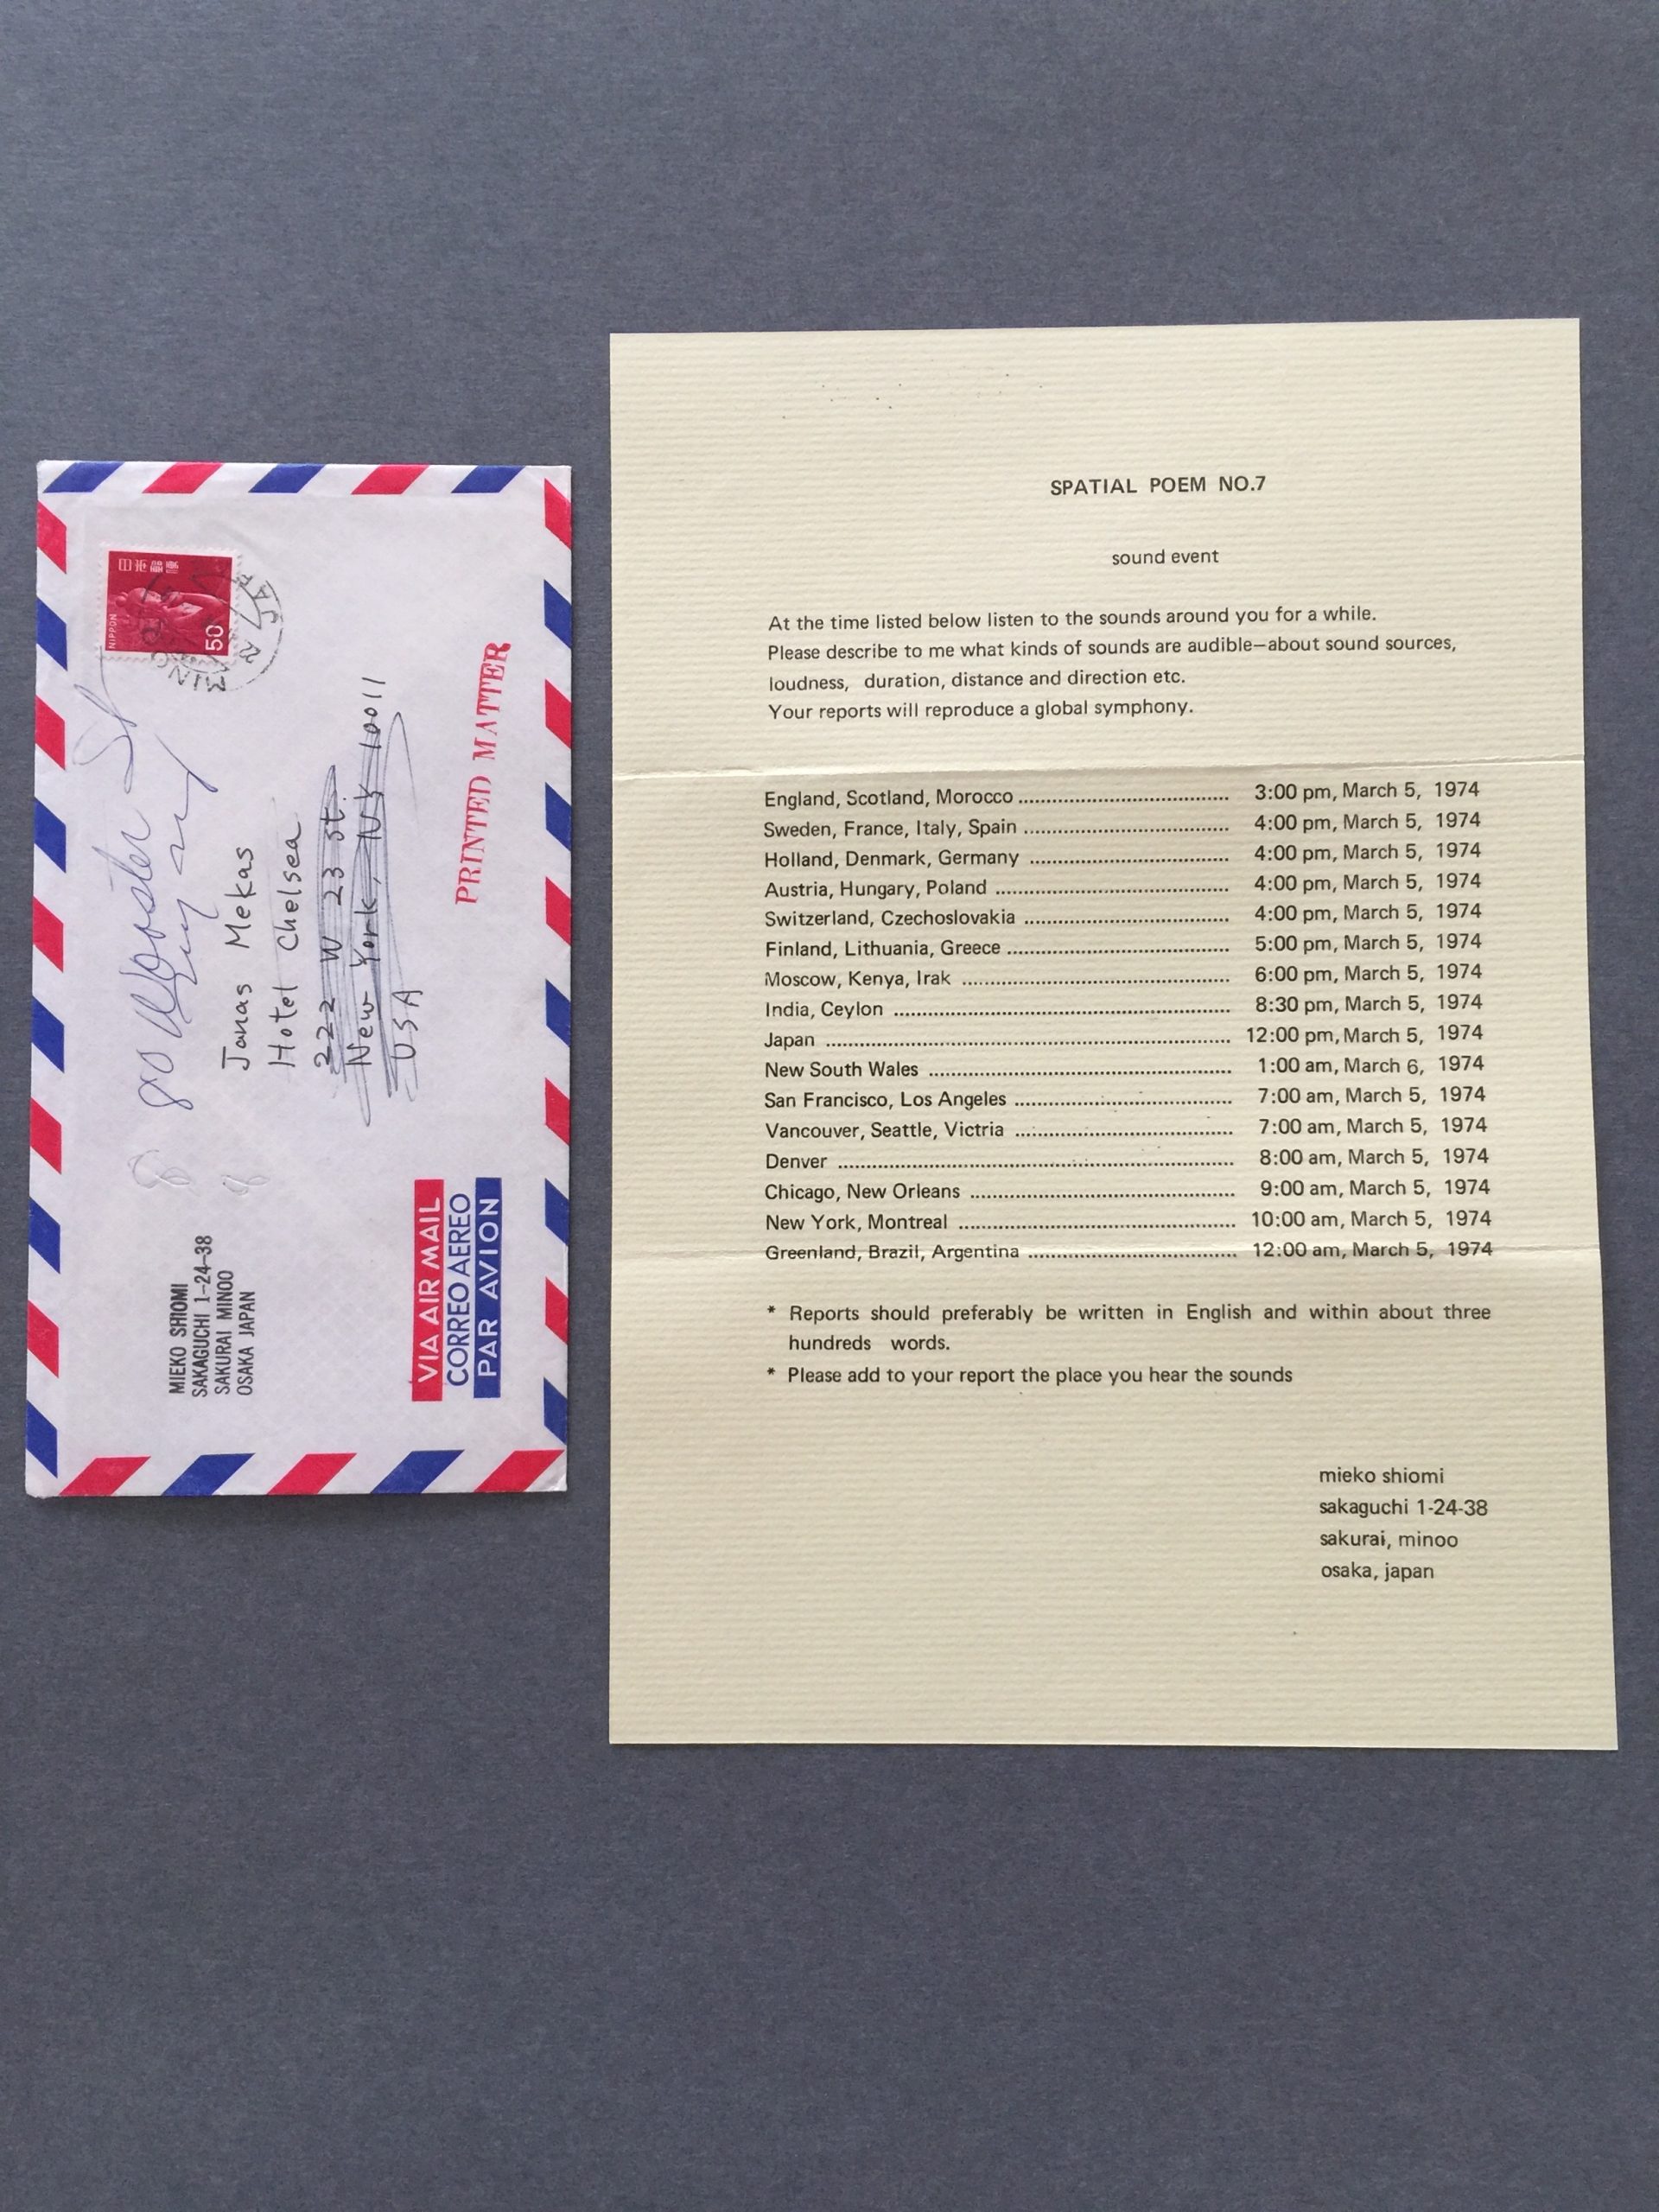 80 Wooster St
NIPPON
50
MINO
JAPAN
Jonas Mekas
Hotel Chelsea
222 W 23 st.
New York, N.Y 10011
USA
PRINTED MATTER
MIEKO SHIOMI
SAKAGUCHI 1-24-38
SAKURAI MINOO
OSAKA JAPAN
VIA AIR MAIL
CORREO AEREO
PAR AVION
SPATIAL POEM NO.7
sound event
At the time listed below listen to the sounds around you for a while.
Please describe to me what kinds of sounds are audible—about sound sources,
loudness, duration, distance and direction etc.
Your reports will reproduce a global symphony.
England, Scotland, Morocco .......... 3:00 pm, March 5, 1974
Sweden, France, Italy, Spain .......... 4:00 pm, March 5, 1974
Holland, Denmark, Germany .......... 4:00 pm, March 5, 1974
Austria, Hungary, Poland .......... 4:00 pm, March 5, 1974
Switzerland, Czechoslovakia .......... 4:00 pm, March 5, 1974
Finland, Lithuania, Greece .......... 5:00 pm, March 5, 1974
Moscow, Kenya, Irak .......... 6:00 pm, March 5, 1974
India, Ceylon .......... 8:30 pm, March 5, 1974
Japan .......... 12:00 pm, March 5, 1974
New South Wales .......... 1:00 am, March 6, 1974
San Francisco, Los Angeles .......... 7:00 am, March 5, 1974
Vancouver, Seattle, Victria .......... 7:00 am, March 5, 1974
Denver .......... 8:00 am, March 5, 1974
Chicago, New Orleans .......... 9:00 am, March 5, 1974
New York, Montreal .......... 10:00 am, March 5, 1974
Greenland, Brazil, Argentina .......... 12:00 am, March 5, 1974
* Reports should preferably be written in English and within about three
hundreds words.
* Please add to your report the place you hear the sounds
mieko shiomi
sakaguchi 1-24-38
sakurai, minoo
osaka, japan